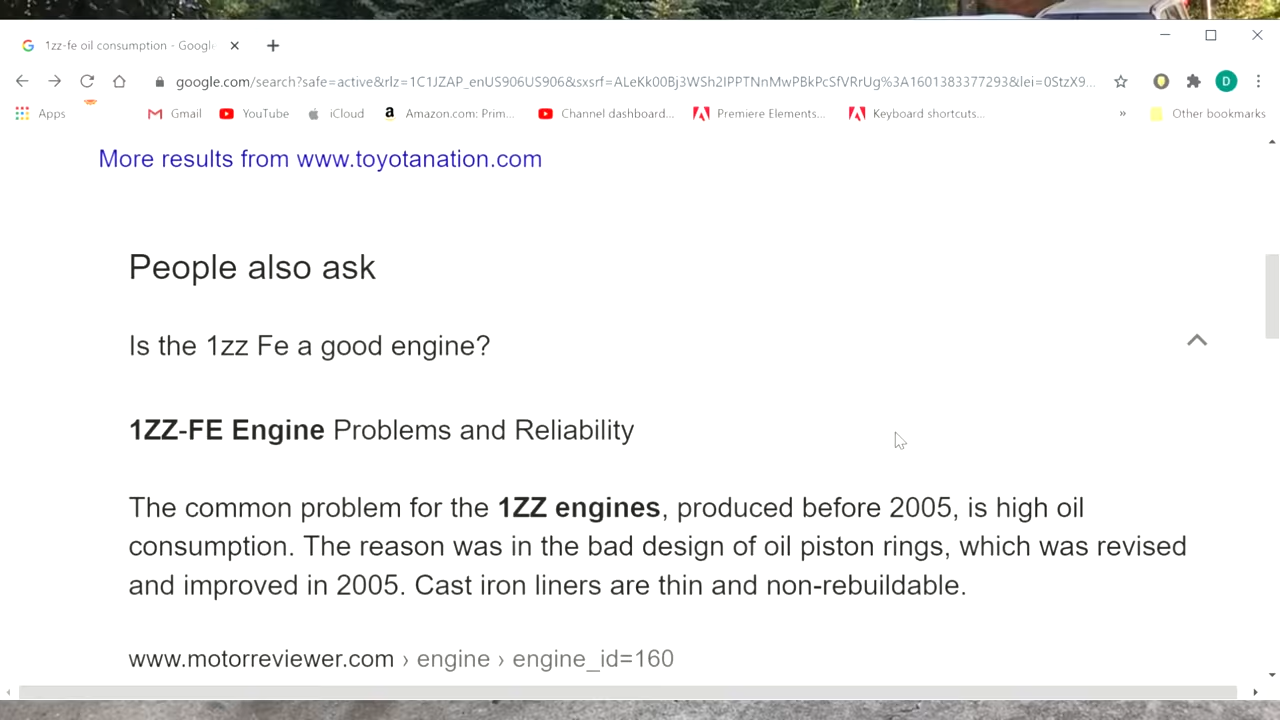 1zz-fe oil consumption - Googl
google.com/search?safe=active&rlz=1C1JZAP_enUS906US906&sxsrf=ALeKk00Bj3WSh2IPPTNnMwPBkPcSfVRrUg%3A1601383377293&lei=0StzX9...
D
Apps
Gmail
YouTube
iCloud
Amazon.com: Prim...
Channel dashboard...
Premiere Elements...
Keyboard shortcuts...
»
Other bookmarks
More results from www.toyotanation.com
People also ask
Is the 1zz Fe a good engine?
1ZZ-FE Engine Problems and Reliability
The common problem for the 1ZZ engines, produced before 2005, is high oil
consumption. The reason was in the bad design of oil piston rings, which was revised
and improved in 2005. Cast iron liners are thin and non-rebuildable.
www.motorreviewer.com › engine › engine_id=160